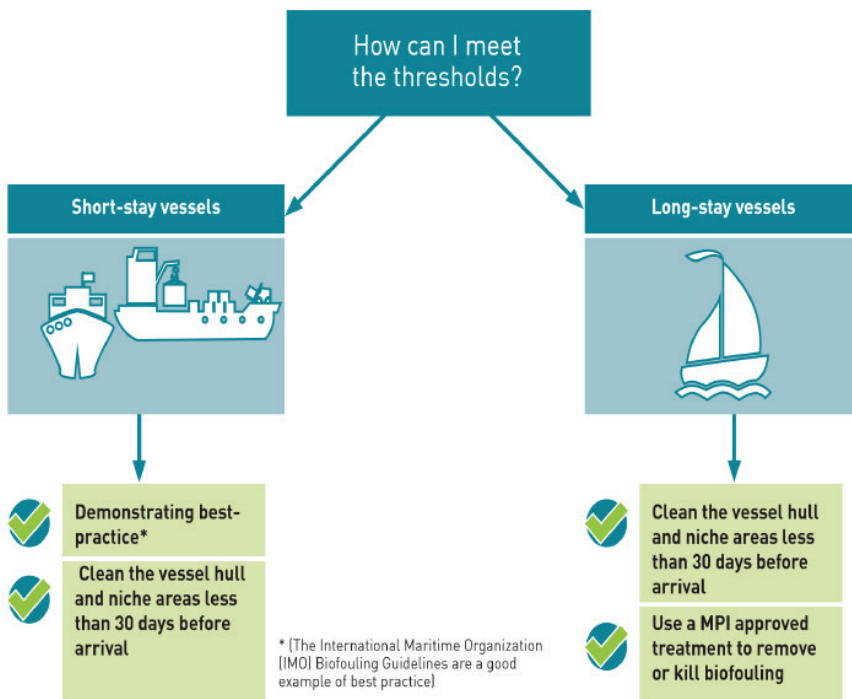 How can I meet
the thresholds?
Short-stay vessels
Long-stay vessels
Demonstrating best-
practice*
Clean the vessel hull
and niche areas less
than 30 days before
arrival
* (The International Maritime Organization
(IMO) Biofouling Guidelines are a good
example of best practice)
Clean the vessel hull
and niche areas less
than 30 days before
arrival
Use a MPI approved
treatment to remove
or kill biofouling